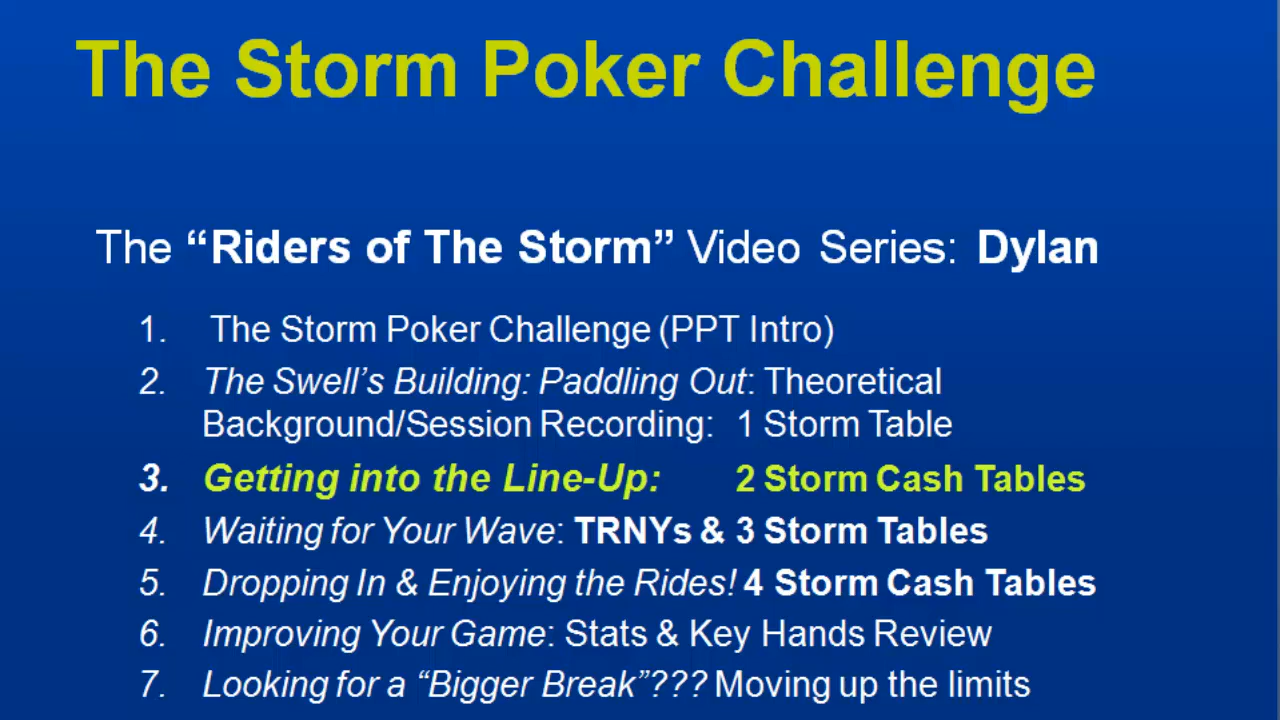 The Storm Poker Challenge
The “Riders of The Storm” Video Series: Dylan
1. The Storm Poker Challenge (PPT Intro)
2. The Swell’s Building: Paddling Out: Theoretical
Background/Session Recording: 1 Storm Table
3. Getting into the Line-Up: 2 Storm Cash Tables
4. Waiting for Your Wave: TRNYs & 3 Storm Tables
5. Dropping In & Enjoying the Rides! 4 Storm Cash Tables
6. Improving Your Game: Stats & Key Hands Review
7. Looking for a “Bigger Break”??? Moving up the limits